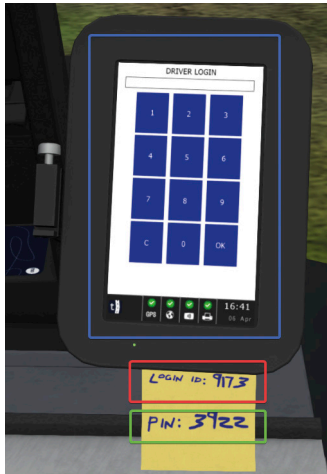 DRIVER LOGIN
1 2 3
4 5 6
7 8 9
C 0 OK
GPS 16:41
06 Apr
LOGIN ID: 9173
PIN: 3922